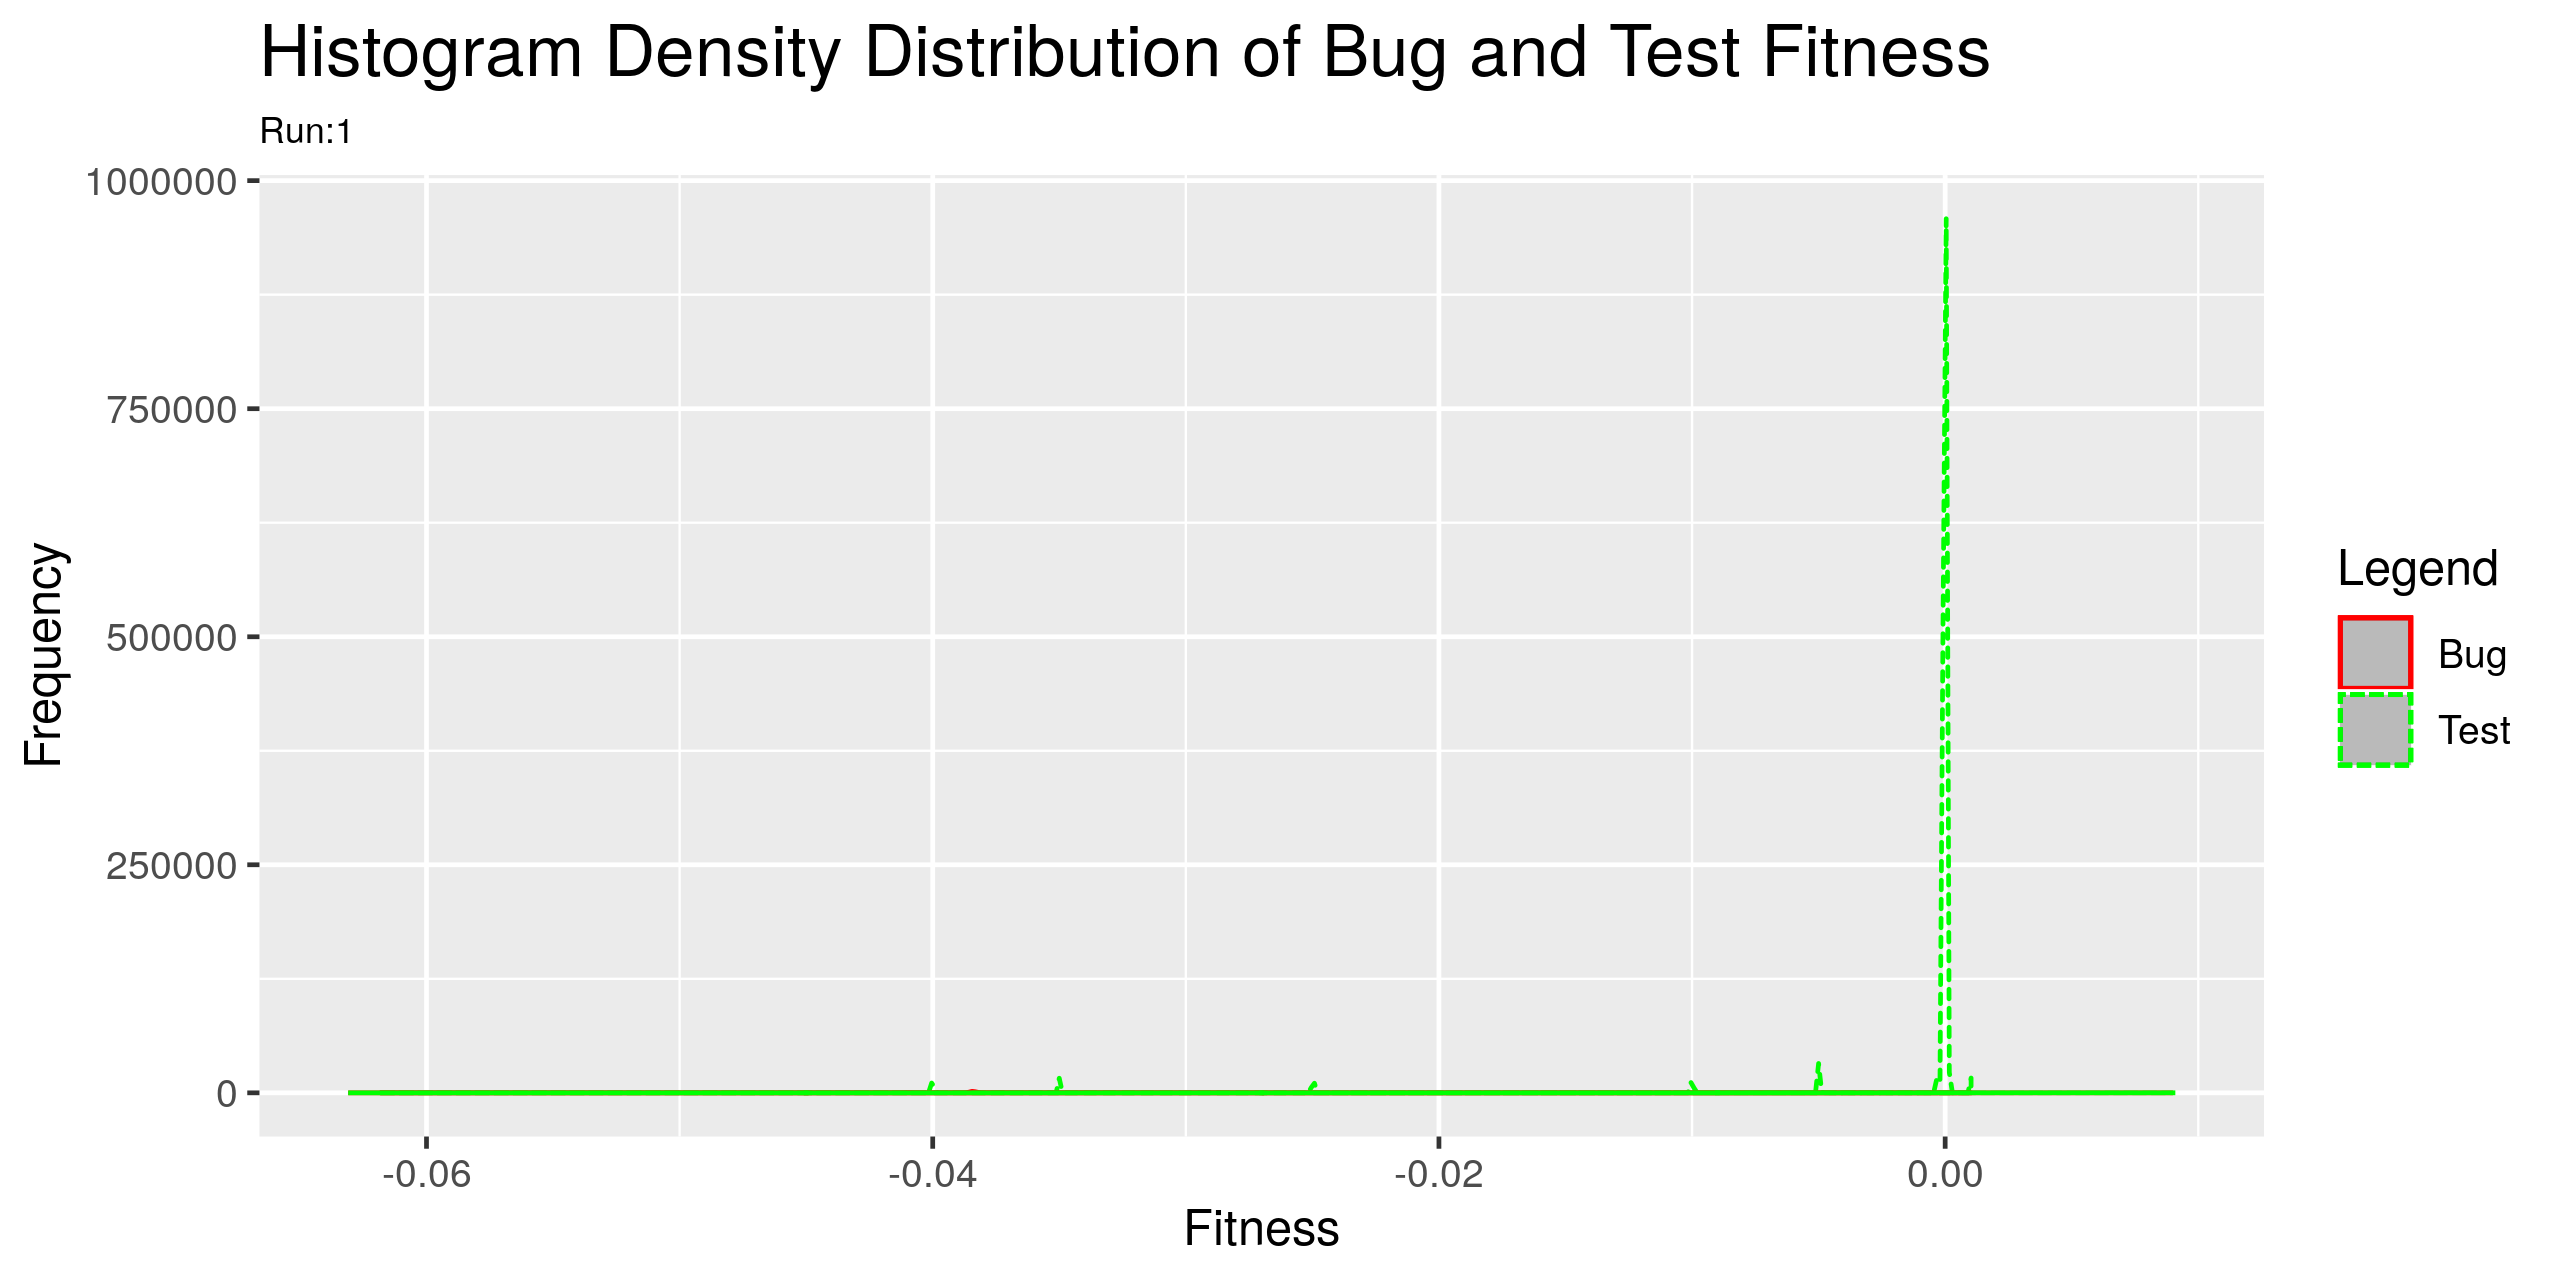 Histogram Density Distribution of Bug and Test Fitness
Run:1
1000000
750000
500000
250000
0
Frequency
-0.06
-0.04
-0.02
0.00
Fitness
Legend
Bug
Test